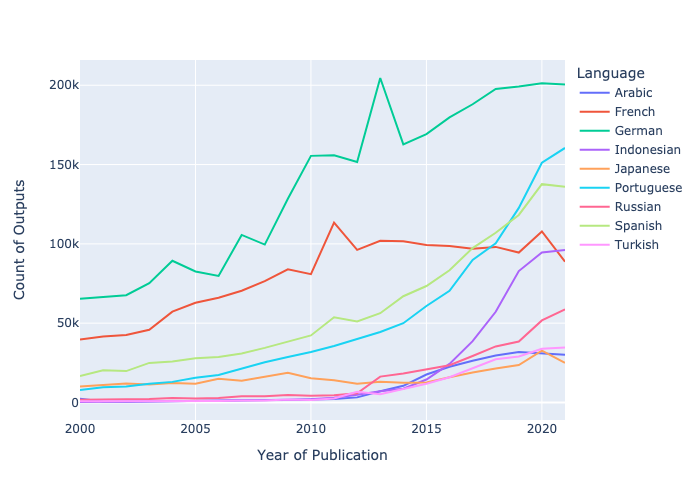 Language
Arabic
French
German
Indonesian
Japanese
Portuguese
Russian
Spanish
Turkish
200k
150k
100k
50k
0
Count of Outputs
2000 2005 2010 2015 2020
Year of Publication